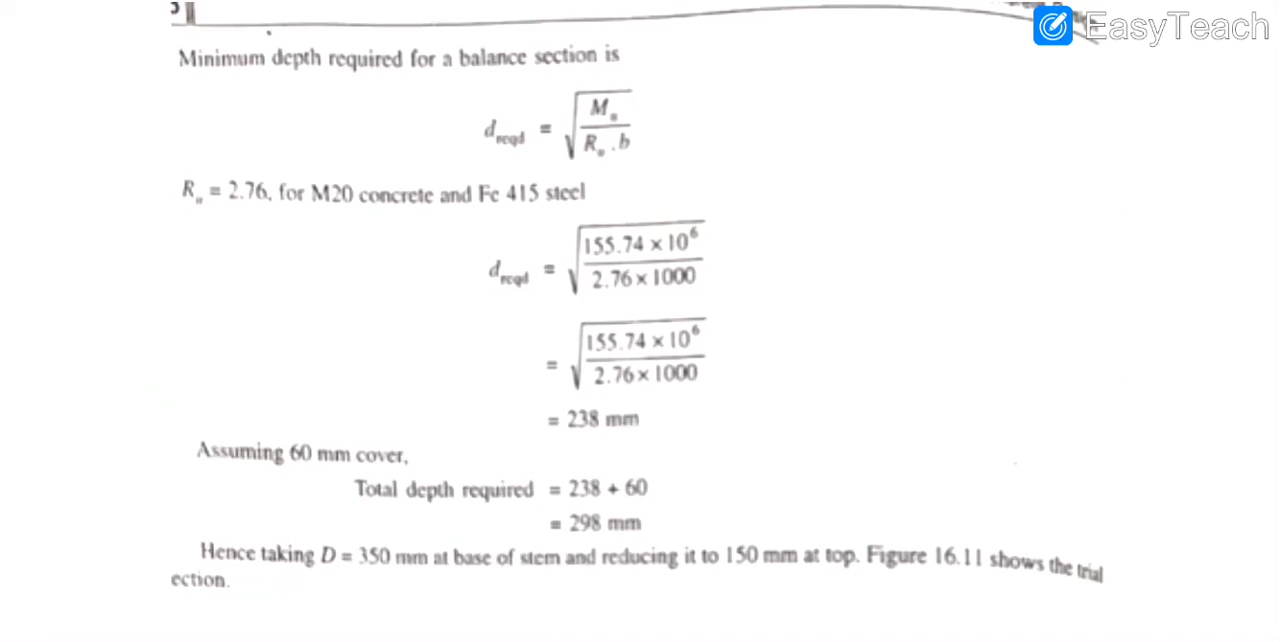 EasyTeach
Minimum depth required for a balance section is
d_reqd = √(M_u / (R_u . b))
R_u = 2.76, for M20 concrete and Fe 415 steel
d_reqd = √((155.74 × 10^6) / (2.76 × 1000))
= √((155.74 × 10^6) / (2.76 × 1000))
= 238 mm
Assuming 60 mm cover,
Total depth required = 238 + 60
= 298 mm
Hence taking D = 350 mm at base of stem and reducing it to 150 mm at top. Figure 16.11 shows the trial
ection.